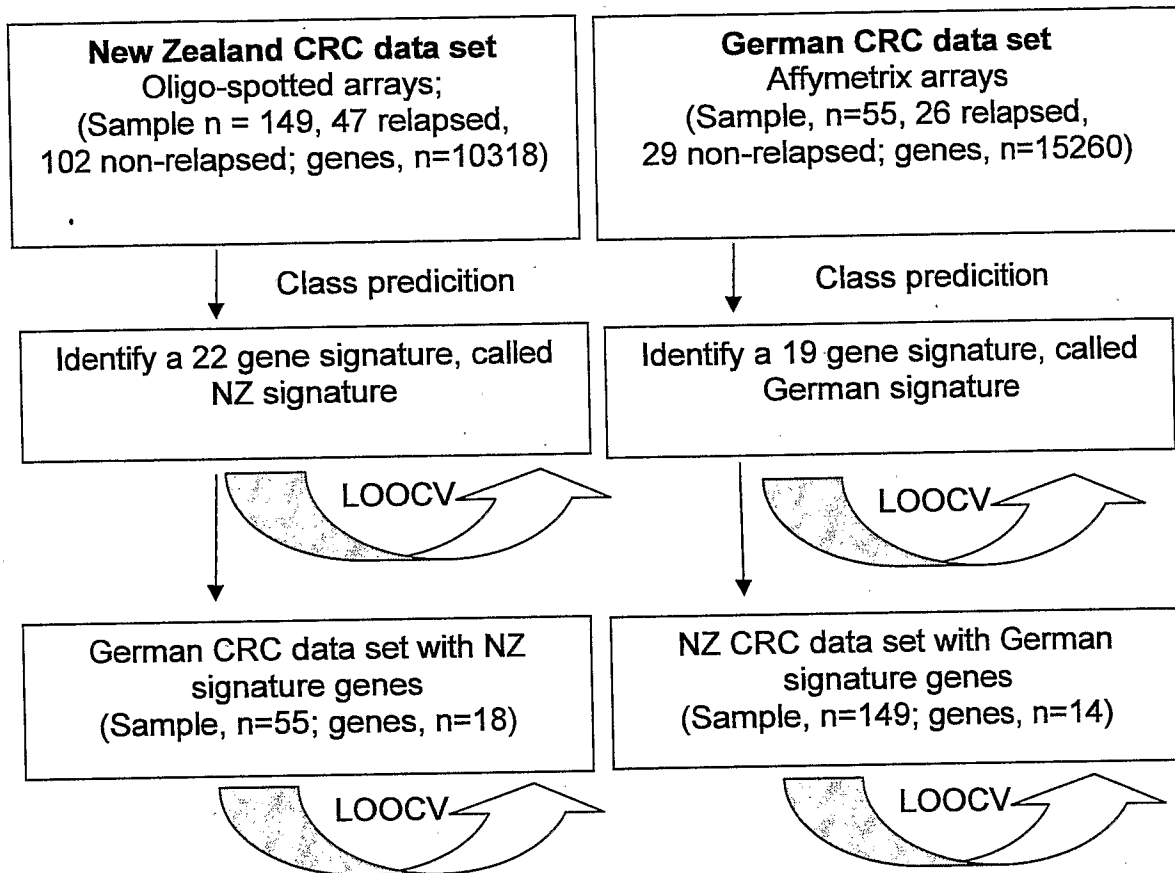 New Zealand CRC data set
Oligo-spotted arrays;
(Sample n = 149, 47 relapsed,
102 non-relapsed; genes, n=10318)
German CRC data set
Affymetrix arrays
(Sample, n=55, 26 relapsed,
29 non-relapsed; genes, n=15260)
Class predicition
Class predicition
Identify a 22 gene signature, called
NZ signature
Identify a 19 gene signature, called
German signature
LOOCV
LOOCV
German CRC data set with NZ
signature genes
(Sample, n=55; genes, n=18)
NZ CRC data set with German
signature genes
(Sample, n=149; genes, n=14)
LOOCV
LOOCV